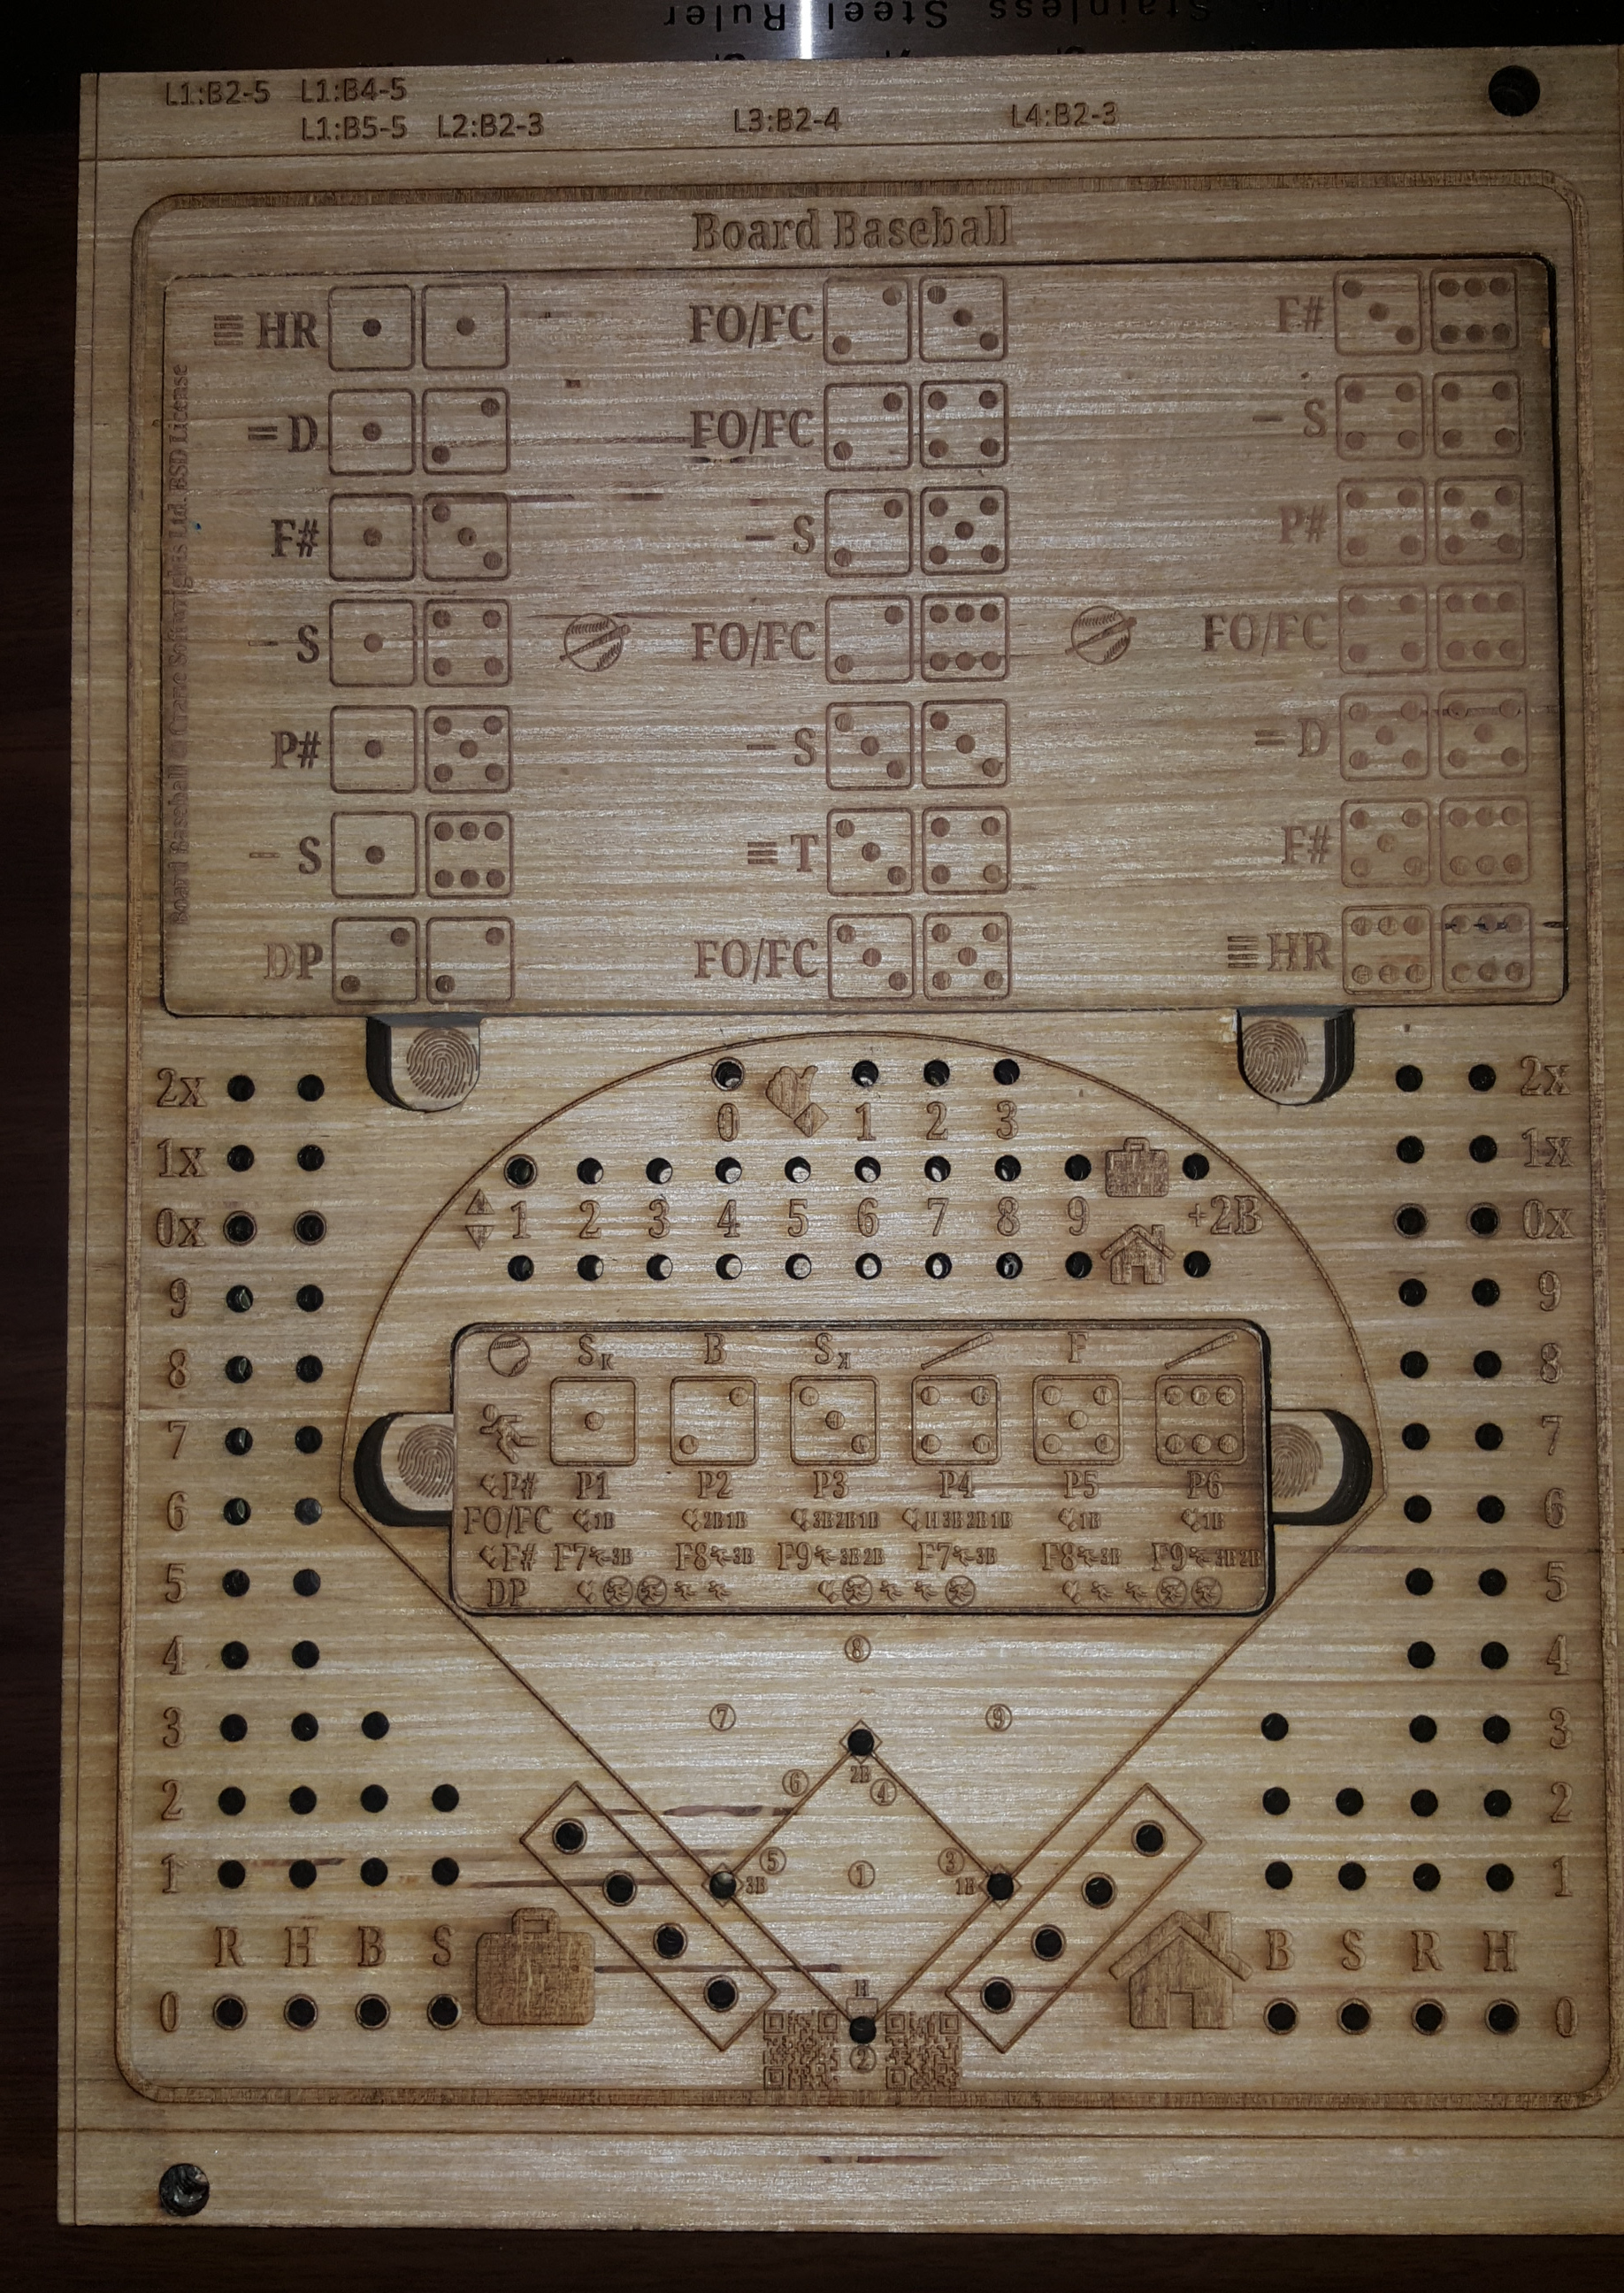 Stainless Steel Ruler
L1:B2-5 L1:B4-5
L1:B5-5 L2:B2-3 L3:B2-4 L4:B2-3
Board Baseball
HR FO/FC F#
D FO/FC S
F# S P#
S FO/FC FO/FC
P# S D
S T F#
DP FO/FC HR
Board Baseball © Crane Softwrights Ltd. BSD License
2x 2x
0 1 2 3
1x 1x
1 2 3 4 5 6 7 8 9 +2B
0x 0x
9 9
8 8
7 7
6 6
5 5
4 4
3 3
2 2
1 1
0 0
SK B SK F
P# P1 P2 P3 P4 P5 P6
FO/FC 1B 2B 1B 3B 2B 1B H 3B 2B 1B 1B 1B
F# F7 3B F8 3B F9 3B 2B F7 3B F8 3B F9 3B 2B
DP
8
7 9
2B
6 4
5 1 3
3B 1B
R H B S B S R H
H
2